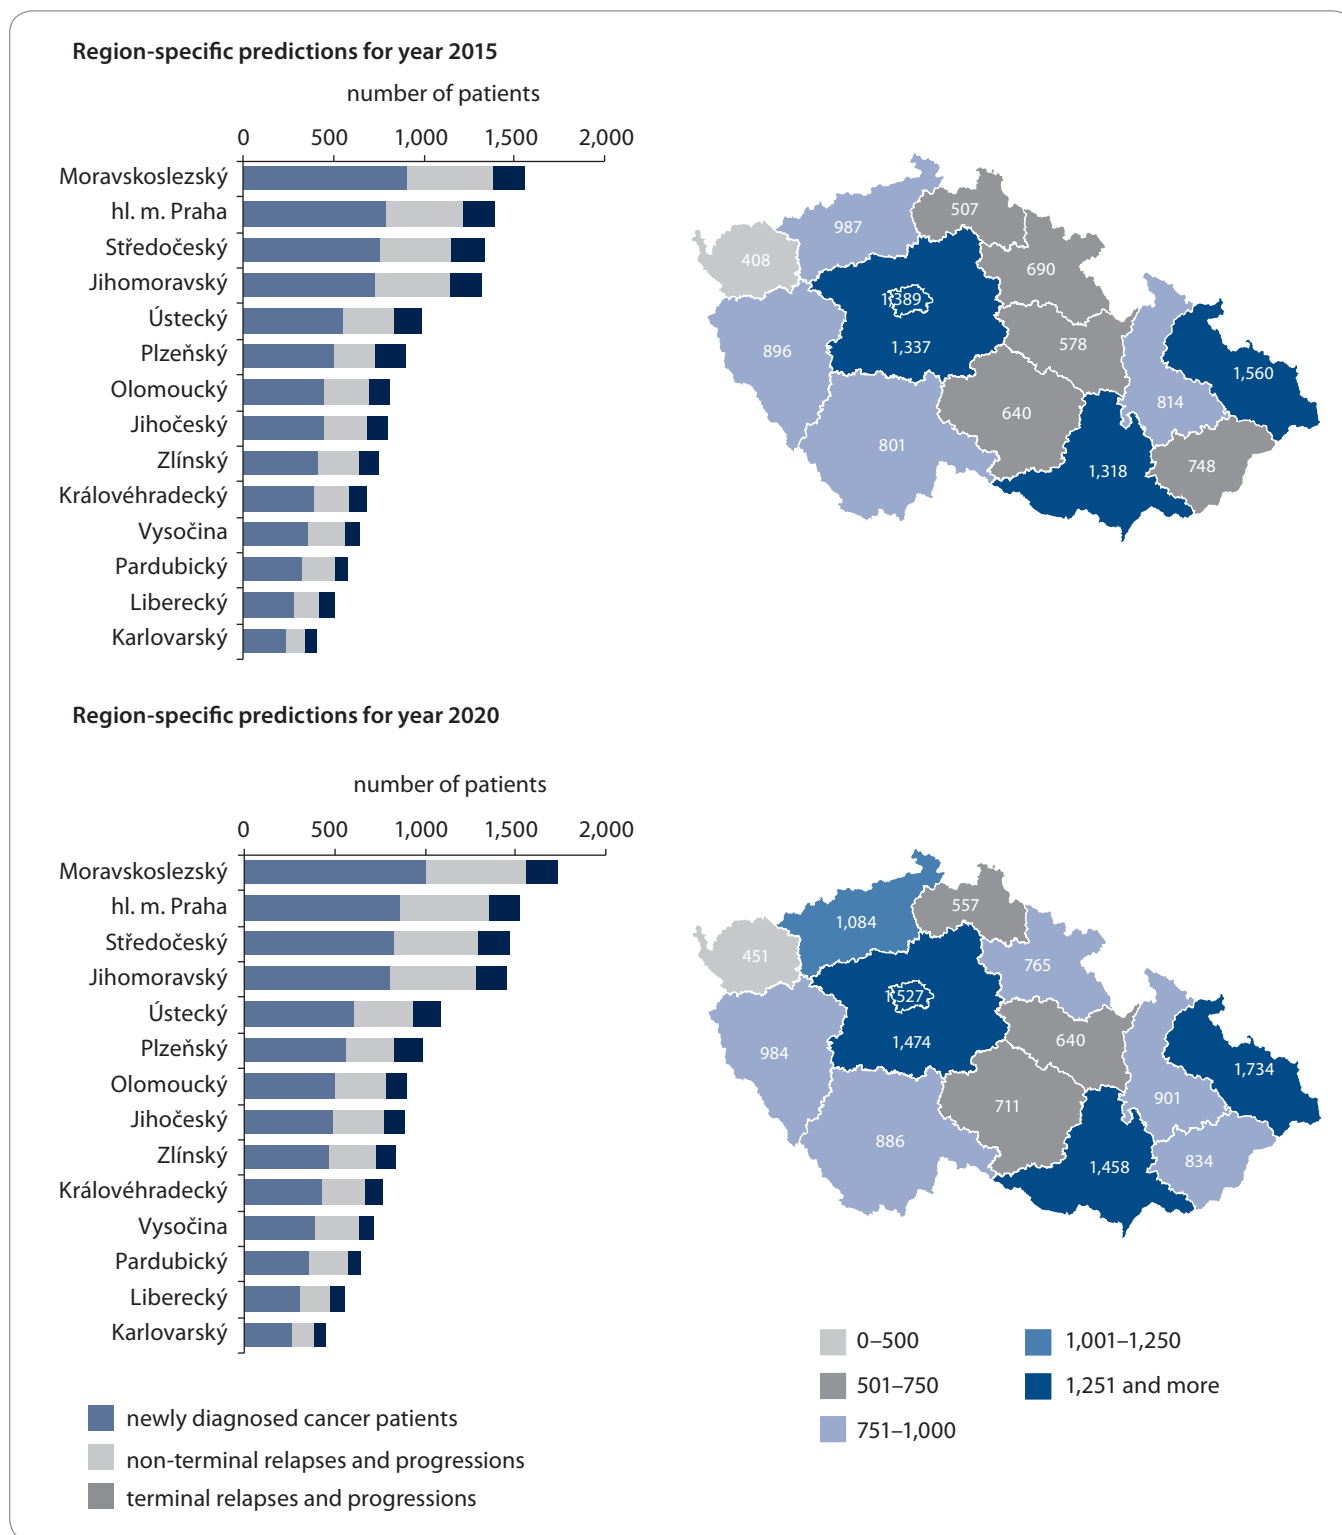 Region-specific predictions for year 2015
number of patients
0 500 1,000 1,500 2,000
Moravskoslezský
hl. m. Praha
Středočeský
Jihomoravský
Ústecký
Plzeňský
Olomoucký
Jihočeský
Zlínský
Královéhradecký
Vysočina
Pardubický
Liberecký
Karlovarský
507
987
408
690
1,389
578
1,337
896
1,560
814
640
801
748
1,318
Region-specific predictions for year 2020
number of patients
0 500 1,000 1,500 2,000
Moravskoslezský
hl. m. Praha
Středočeský
Jihomoravský
Ústecký
Plzeňský
Olomoucký
Jihočeský
Zlínský
Královéhradecký
Vysočina
Pardubický
Liberecký
Karlovarský
557
1,084
451
765
1,527
640
1,474
984
1,734
901
711
886
834
1,458
newly diagnosed cancer patients
non-terminal relapses and progressions
terminal relapses and progressions
0–500
501–750
751–1,000
1,001–1,250
1,251 and more